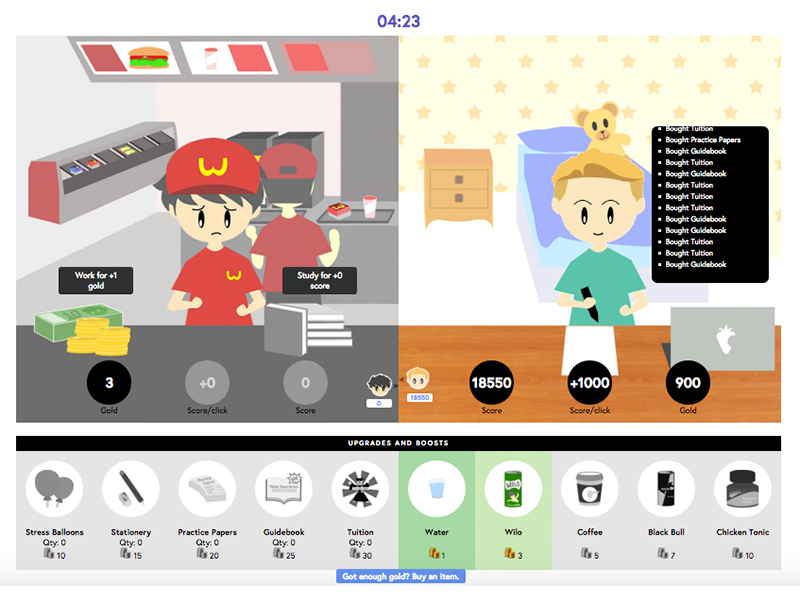 04:23
W
W
Work for +1
gold
Study for +0
score
3
Gold
+0
Score/click
0
Score
0
18550
Bought Tuition
Bought Practice Papers
Bought Guidebook
Bought Tuition
Bought Guidebook
Bought Tuition
Bought Tuition
Bought Tuition
Bought Guidebook
Bought Guidebook
Bought Tuition
Bought Tuition
Bought Guidebook
18550
Score
+1000
Score/click
900
Gold
UPGRADES AND BOOSTS
Stress Balloons
Qty: 0
10
Stationery
Qty: 0
15
Practice Papers
Qty: 0
20
Guidebook
Qty: 0
25
Tuition
Qty: 0
30
Water
1
WILO
Wilo
3
Coffee
5
Black Bull
7
Chicken Tonic
10
Got enough gold? Buy an item.